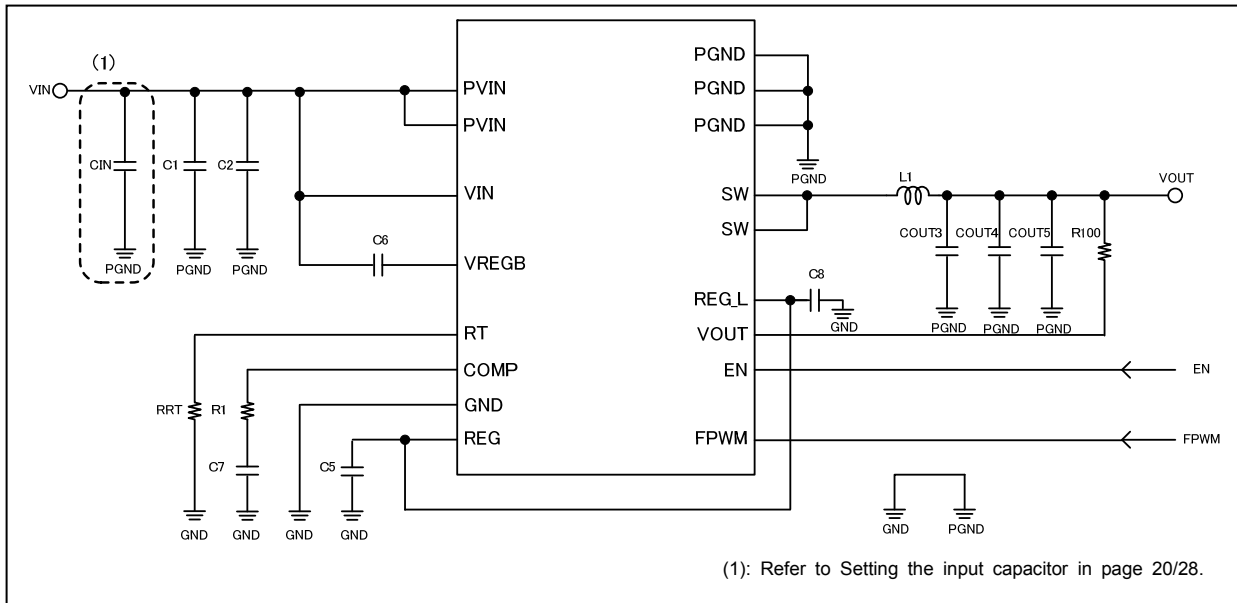 (1)
VIN
CIN
C1
C2
PGND
PGND
PGND
PVIN
PVIN
VIN
C6
VREGB
RT
COMP
GND
REG
RRT
R1
C7
C5
GND
GND
GND
GND
PGND
PGND
PGND
PGND
SW
SW
L1
VOUT
COUT3
COUT4
COUT5
R100
PGND
PGND
PGND
REG_L
C8
GND
VOUT
EN
EN
FPWM
FPWM
GND
PGND
(1): Refer to Setting the input capacitor in page 20/28.